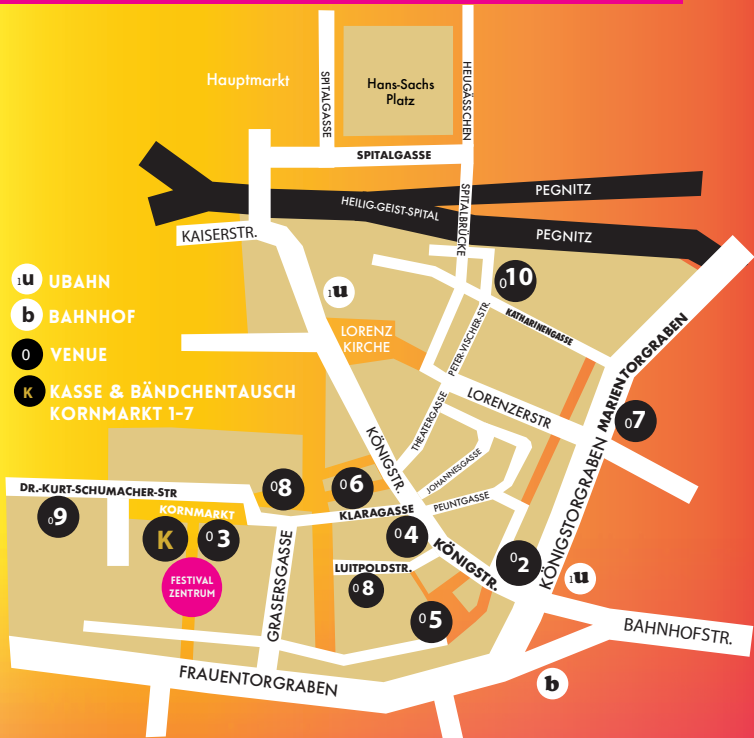 Hauptmarkt
SPITALGASSE
Hans-Sachs
Platz
HEUGÄSSCHEN
SPITALGASSE
HEILIG-GEIST-SPITAL
SPITALBRÜCKE
PEGNITZ
PEGNITZ
KAISERSTR.
1u UBAHN
b BAHNHOF
0 VENUE
K KASSE & BÄNDCHENTAUSCH
KORNMARKT 1-7
1u
010
LORENZ
KIRCHE
PETER-VISCHER-STR.
KATHARINENGASSE
MARIENTORGRABEN
LORENZERSTR
07
THEATERGASSE
KÖNIGSTR.
JOHANNESGASSE
PEUNTGASSE
KÖNIGSTORGRABEN
DR.-KURT-SCHUMACHER-STR
08
06
KLARAGASSE
09
KORNMARKT
K
03
04
KÖNIGSTR.
02
1u
FESTIVAL
ZENTRUM
GRASERSGASSE
LUITPOLDSTR.
08
05
BAHNHOFSTR.
FRAUENTORGRABEN
b